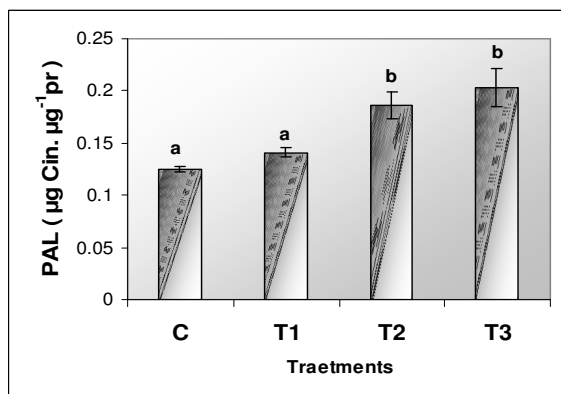 PAL ( µg Cin. µg⁻¹pr )
0.25
0.2
0.15
0.1
0.05
0
a
a
b
b
C T1 T2 T3
Traetments